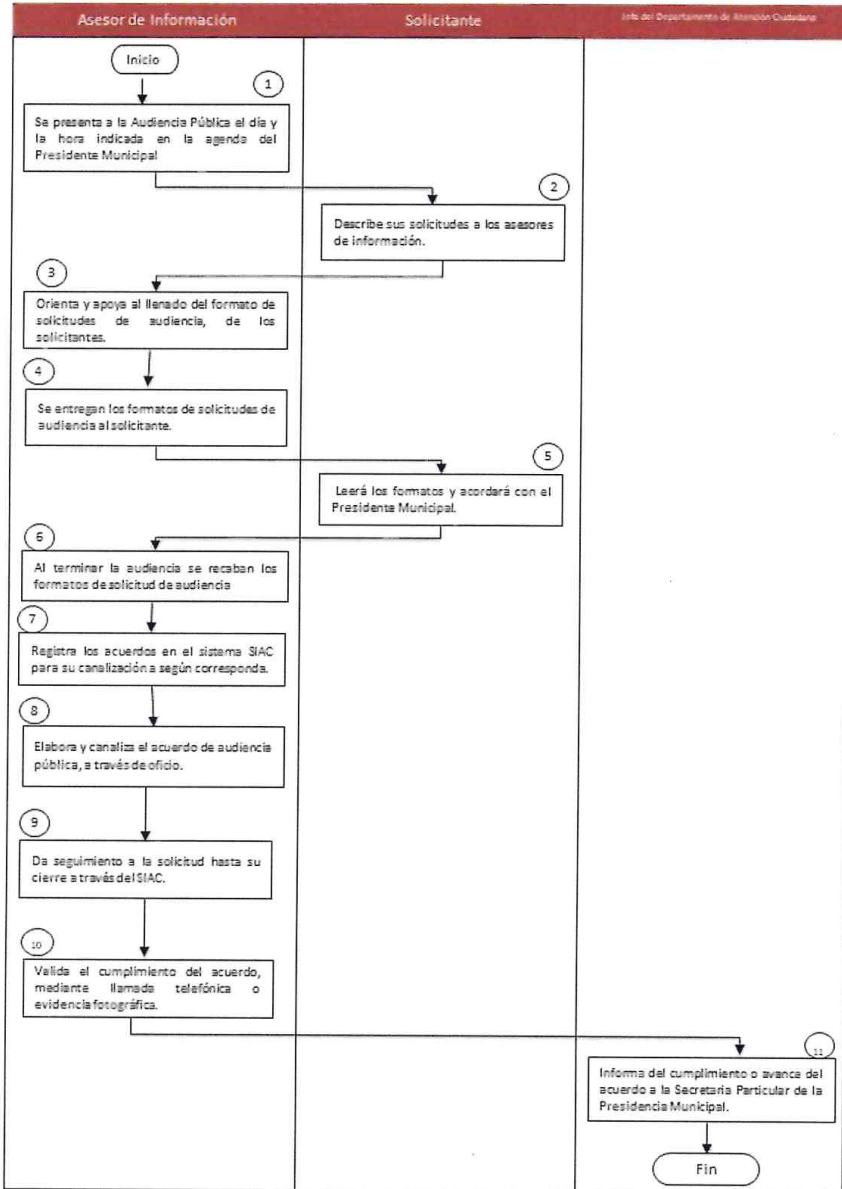 Asesor de Información
Solicitante
Jefe del Departamento de Atención Ciudadana
Inicio
1
Se presenta a la Audiencia Pública el día y
la hora indicada en la agenda del
Presidente Municipal
2
Describe sus solicitudes a los asesores
de información.
3
Orienta y apoya al llenado del formato de
solicitudes de audiencia, de los
solicitantes.
4
Se entregan los formatos de solicitudes de
audiencia al solicitante.
5
Leerá los formatos y acordará con el
Presidente Municipal.
6
Al terminar la audiencia se recaban los
formatos de solicitud de audiencia
7
Registra los acuerdos en el sistema SIAC
para su canalización a según corresponda.
8
Elabora y canaliza el acuerdo de audiencia
pública, a través de oficio.
9
Da seguimiento a la solicitud hasta su
cierre a través del SIAC.
10
Valida el cumplimiento del acuerdo,
mediante llamada telefónica o
evidencia fotográfica.
11
Informa del cumplimiento o avance del
acuerdo a la Secretaria Particular de la
Presidencia Municipal.
Fin